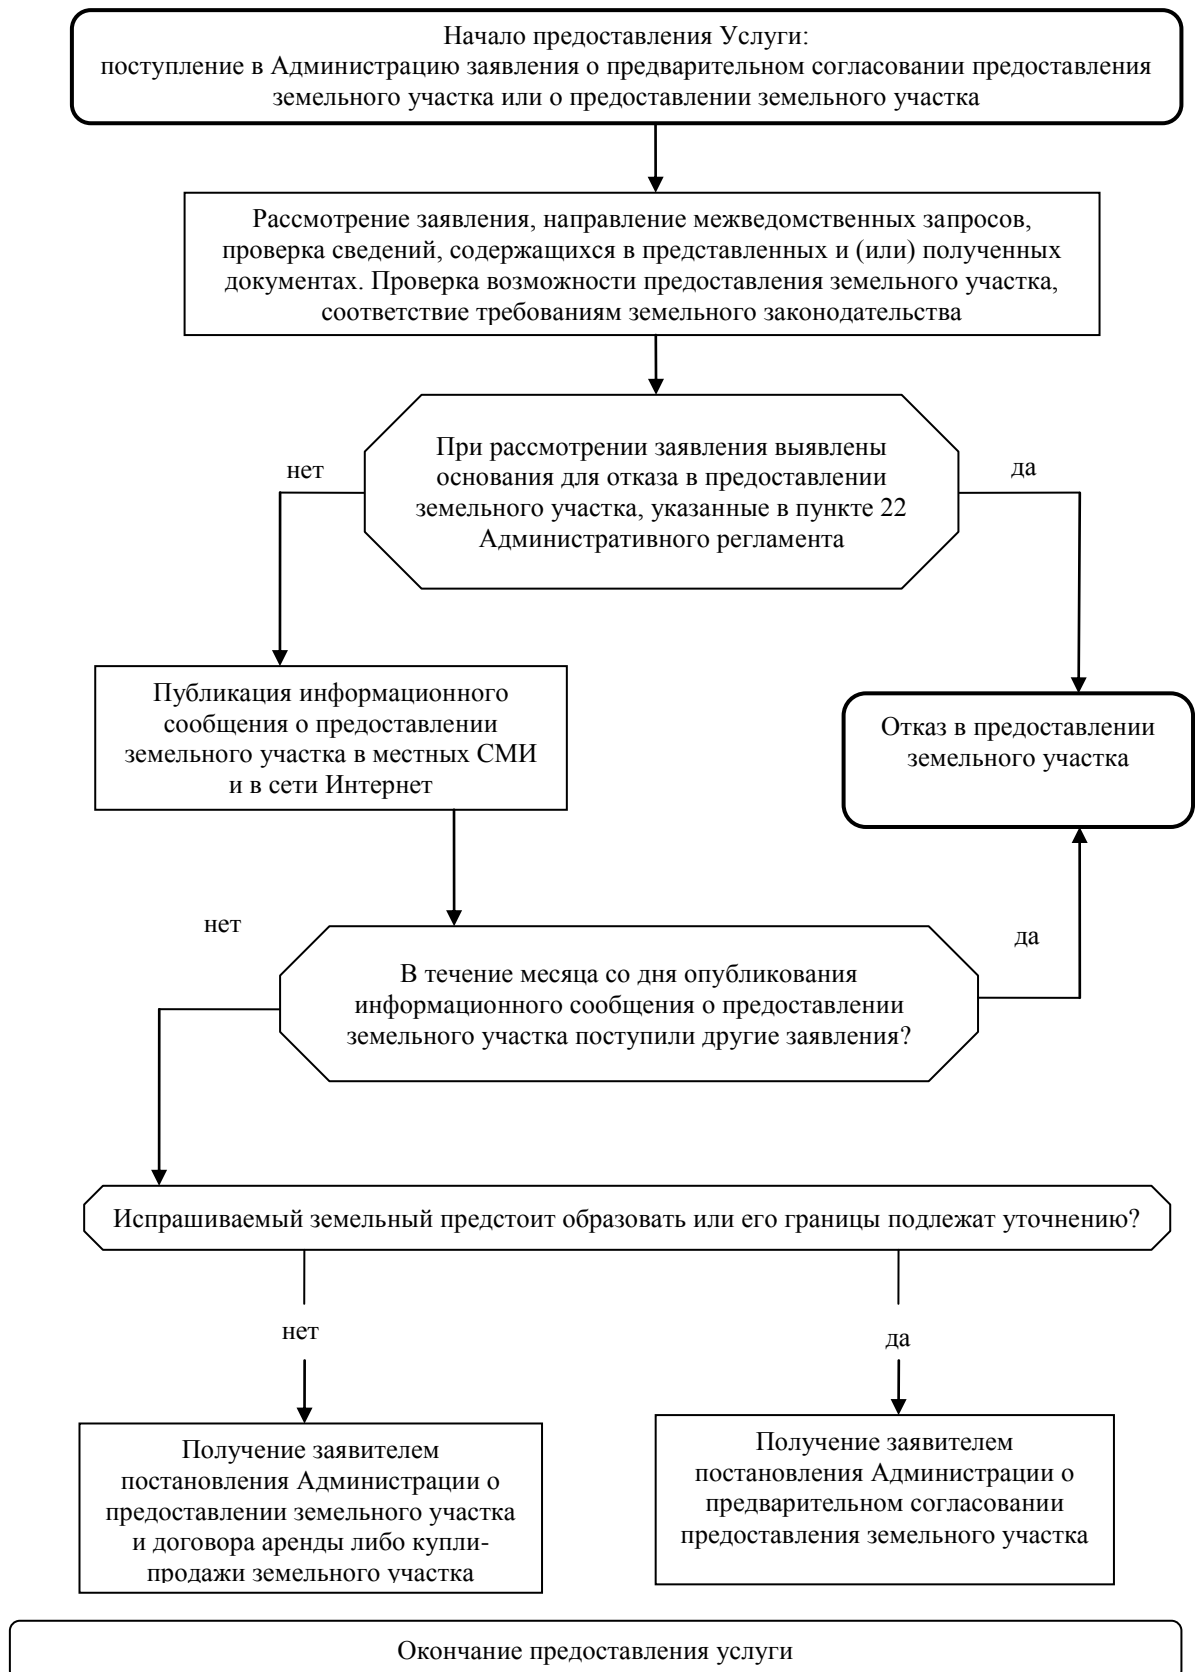 Начало предоставления Услуги:
поступление в Администрацию заявления о предварительном согласовании предоставления
земельного участка или о предоставлении земельного участка
Рассмотрение заявления, направление межведомственных запросов,
проверка сведений, содержащихся в представленных и (или) полученных
документах. Проверка возможности предоставления земельного участка,
соответствие требованиям земельного законодательства
При рассмотрении заявления выявлены
основания для отказа в предоставлении
земельного участка, указанные в пункте 22
Административного регламента
нет
да
Публикация информационного
сообщения о предоставлении
земельного участка в местных СМИ
и в сети Интернет
Отказ в предоставлении
земельного участка
нет
да
В течение месяца со дня опубликования
информационного сообщения о предоставлении
земельного участка поступили другие заявления?
Испрашиваемый земельный предстоит образовать или его границы подлежат уточнению?
нет
да
Получение заявителем
постановления Администрации о
предоставлении земельного участка
и договора аренды либо купли-
продажи земельного участка
Получение заявителем
постановления Администрации о
предварительном согласовании
предоставления земельного участка
Окончание предоставления услуги